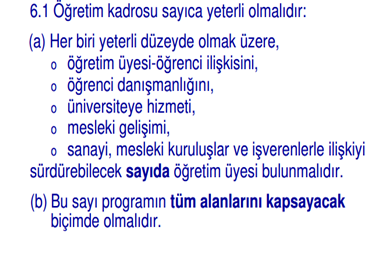 6.1 Öğretim kadrosu sayıca yeterli olmalıdır:
(a) Her biri yeterli düzeyde olmak üzere,
o öğretim üyesi-öğrenci ilişkisini,
o öğrenci danışmanlığını,
o üniversiteye hizmeti,
o mesleki gelişimi,
o sanayi, mesleki kuruluşlar ve işverenlerle ilişkiyi
sürdürebilecek sayıda öğretim üyesi bulunmalıdır.
(b) Bu sayı programın tüm alanlarını kapsayacak
biçimde olmalıdır.